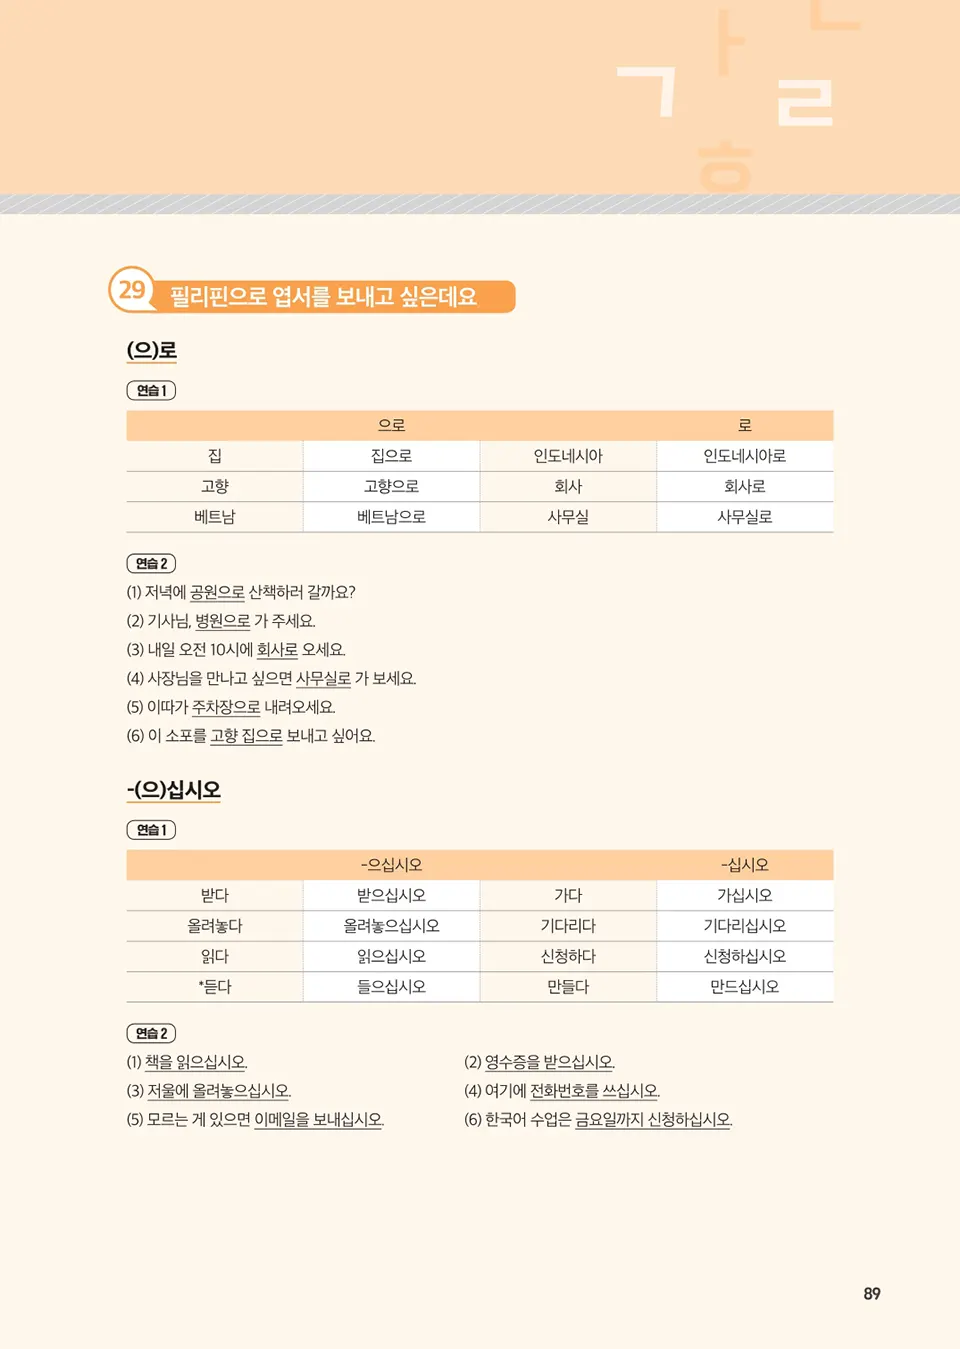 ㄱ ㅏ ㄴ ㄹ ㅎ
29 필리핀으로 엽서를 보내고 싶은데요
(으)로
연습 1
으로 로
집 집으로 인도네시아 인도네시아로
고향 고향으로 회사 회사로
베트남 베트남으로 사무실 사무실로
연습 2
(1) 저녁에 공원으로 산책하러 갈까요?
(2) 기사님, 병원으로 가 주세요.
(3) 내일 오전 10시에 회사로 오세요.
(4) 사장님을 만나고 싶으면 사무실로 가 보세요.
(5) 이따가 주차장으로 내려오세요.
(6) 이 소포를 고향 집으로 보내고 싶어요.
-(으)십시오
연습 1
-으십시오 -십시오
받다 받으십시오 가다 가십시오
올려놓다 올려놓으십시오 기다리다 기다리십시오
읽다 읽으십시오 신청하다 신청하십시오
*듣다 들으십시오 만들다 만드십시오
연습 2
(1) 책을 읽으십시오. (2) 영수증을 받으십시오.
(3) 저울에 올려놓으십시오. (4) 여기에 전화번호를 쓰십시오.
(5) 모르는 게 있으면 이메일을 보내십시오. (6) 한국어 수업은 금요일까지 신청하십시오.
89